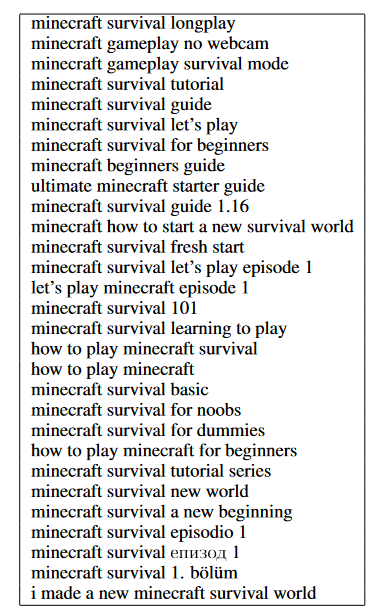 minecraft survival longplay
minecraft gameplay no webcam
minecraft gameplay survival mode
minecraft survival tutorial
minecraft survival guide
minecraft survival let’s play
minecraft survival for beginners
minecraft beginners guide
ultimate minecraft starter guide
minecraft survival guide 1.16
minecraft how to start a new survival world
minecraft survival fresh start
minecraft survival let’s play episode 1
let’s play minecraft episode 1
minecraft survival 101
minecraft survival learning to play
how to play minecraft survival
how to play minecraft
minecraft survival basic
minecraft survival for noobs
minecraft survival for dummies
how to play minecraft for beginners
minecraft survival tutorial series
minecraft survival new world
minecraft survival a new beginning
minecraft survival episodio 1
minecraft survival епизод 1
minecraft survival 1. bölüm
i made a new minecraft survival world